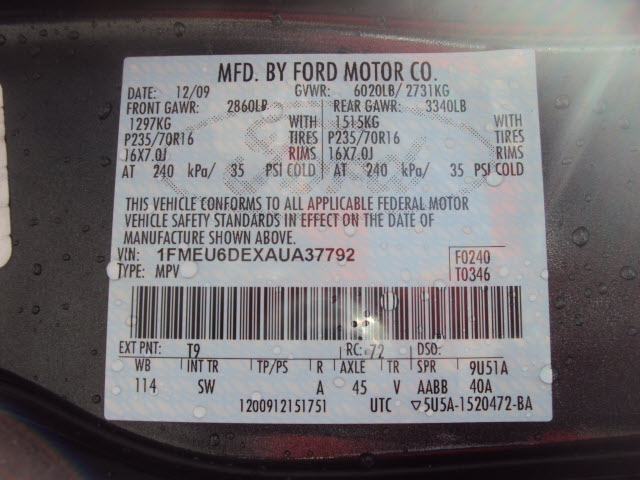 MFD. BY FORD MOTOR CO.
DATE: 12/09 GVWR: 6020LB/ 2731KG
FRONT GAWR: 2860LB REAR GAWR: 3340LB
1297KG WITH 1515KG WITH
P235/70R16 TIRES P235/70R16 TIRES
16X7.0J RIMS 16X7.0J RIMS
AT 240 kPa/ 35 PSI COLD AT 240 kPa/ 35 PSI COLD
THIS VEHICLE CONFORMS TO ALL APPLICABLE FEDERAL MOTOR
VEHICLE SAFETY STANDARDS IN EFFECT ON THE DATE OF
MANUFACTURE SHOWN ABOVE.
VIN: 1FMEU6DEXAUA37792 F0240
TYPE: MPV T0346
EXT PNT: T9 RC: 72 DSO:
WB INT TR TP/PS R AXLE TR SPR 9U51A
114 SW A 45 V AABB 40A
1200912151751 UTC ▽5U5A-1520472-BA